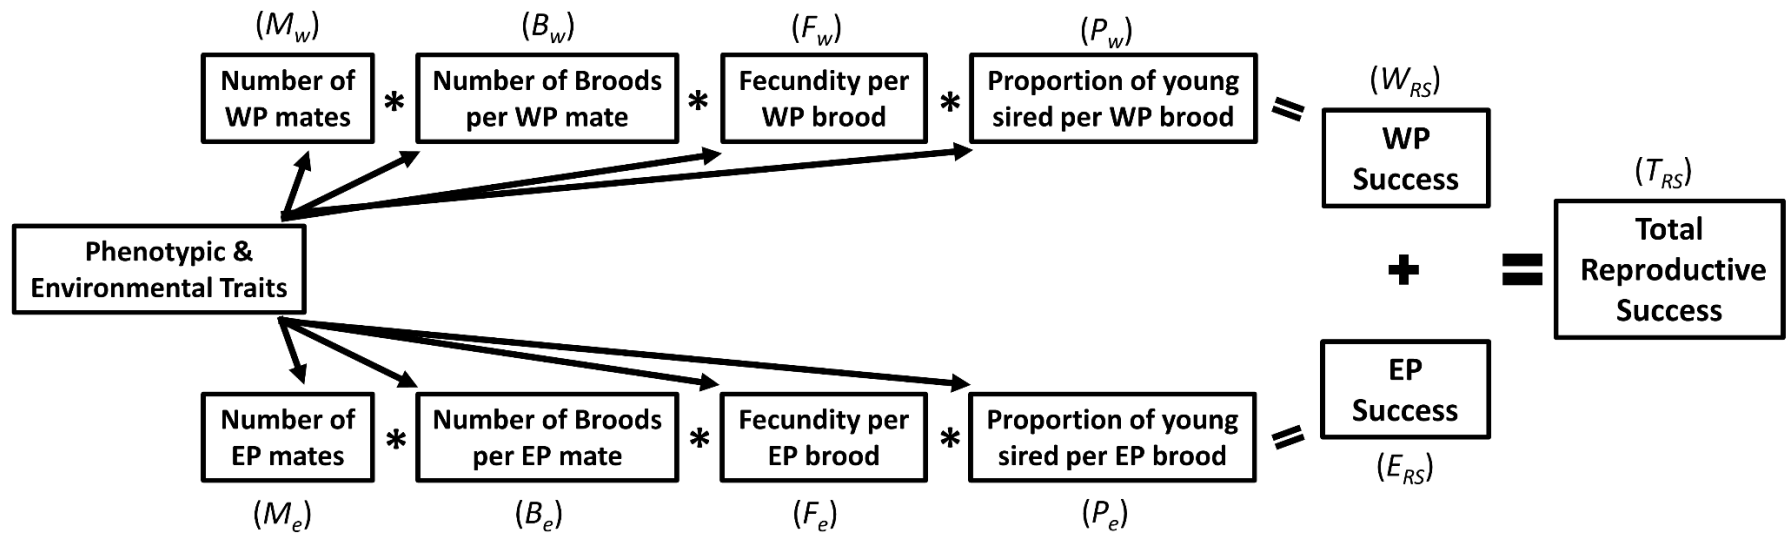 (Mw)
(Bw)
(Fw)
(Pw)
Number of
WP mates
*
Number of Broods
per WP mate
*
Fecundity per
WP brood
*
Proportion of young
sired per WP brood
=
(WRS)
WP
Success
Phenotypic &
Environmental Traits
+
=
(TRS)
Total
Reproductive
Success
Number of
EP mates
*
Number of Broods
per EP mate
*
Fecundity per
EP brood
*
Proportion of young
sired per EP brood
=
EP
Success
(ERS)
(Me)
(Be)
(Fe)
(Pe)